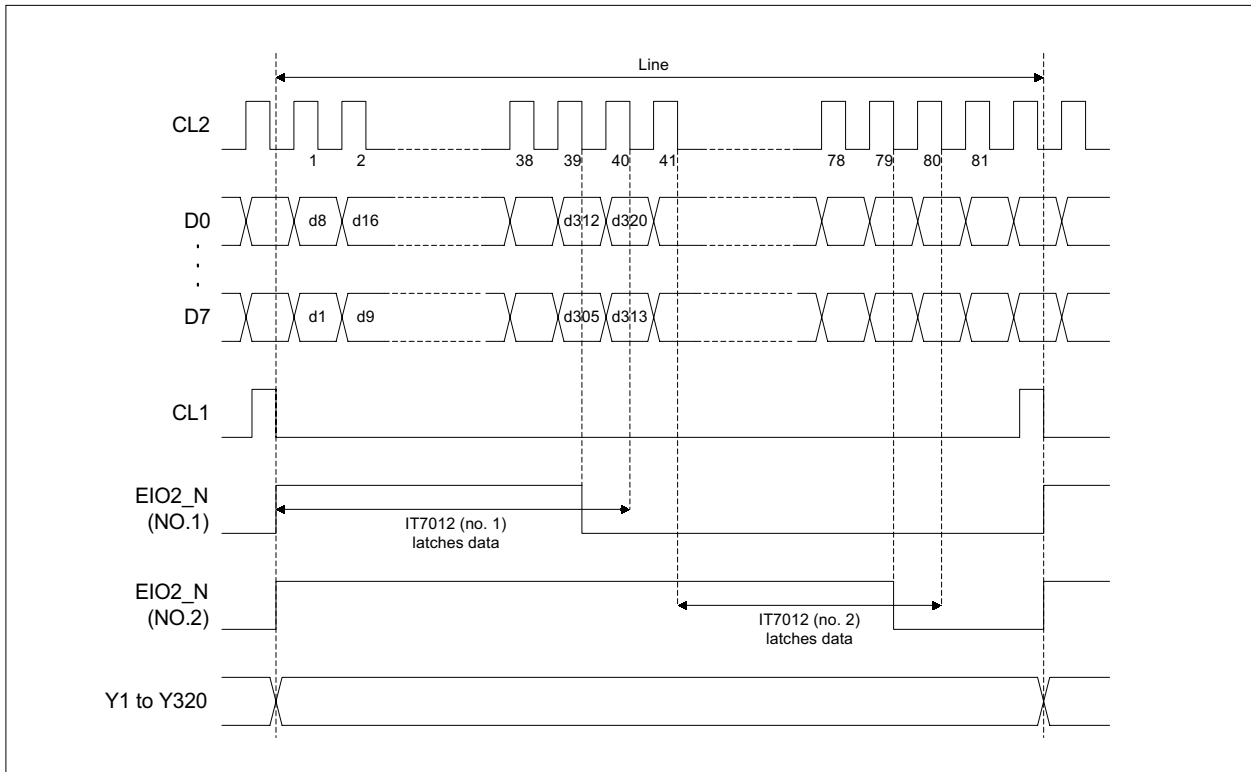 Line
CL2
1 2 38 39 40 41 78 79 80 81
D0
d8 d16 d312 d320
D7
d1 d9 d305 d313
CL1
EIO2_N
(NO.1)
IT7012 (no. 1)
latches data
EIO2_N
(NO.2)
IT7012 (no. 2)
latches data
Y1 to Y320